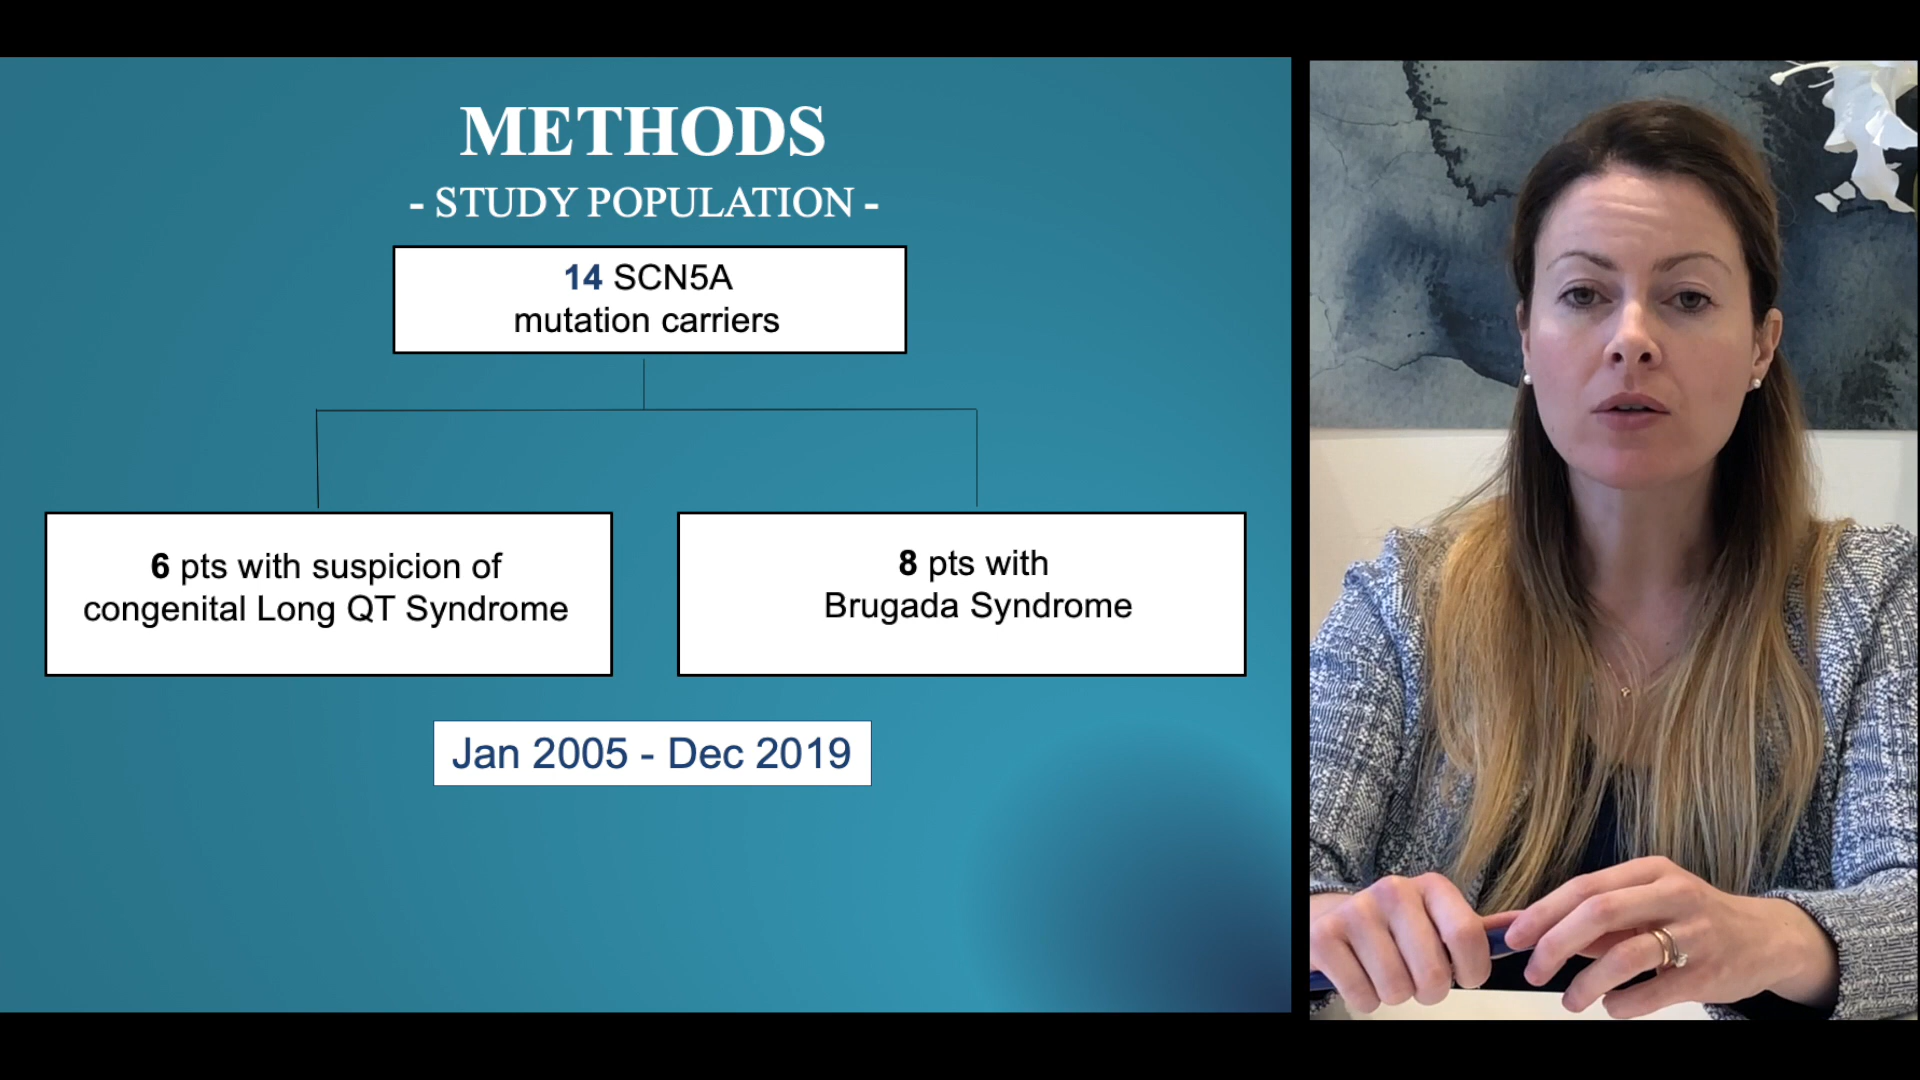 METHODS
- STUDY POPULATION -
14 SCN5A
mutation carriers
6 pts with suspicion of
congenital Long QT Syndrome
8 pts with
Brugada Syndrome
Jan 2005 - Dec 2019